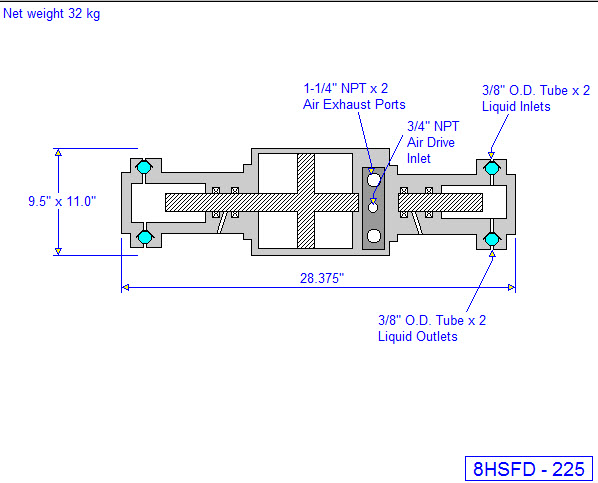 Net weight 32 kg
1-1/4" NPT x 2
Air Exhaust Ports
3/8" O.D. Tube x 2
Liquid Inlets
3/4" NPT
Air Drive
Inlet
9.5" x 11.0"
28.375"
3/8" O.D. Tube x 2
Liquid Outlets
8HSFD - 225